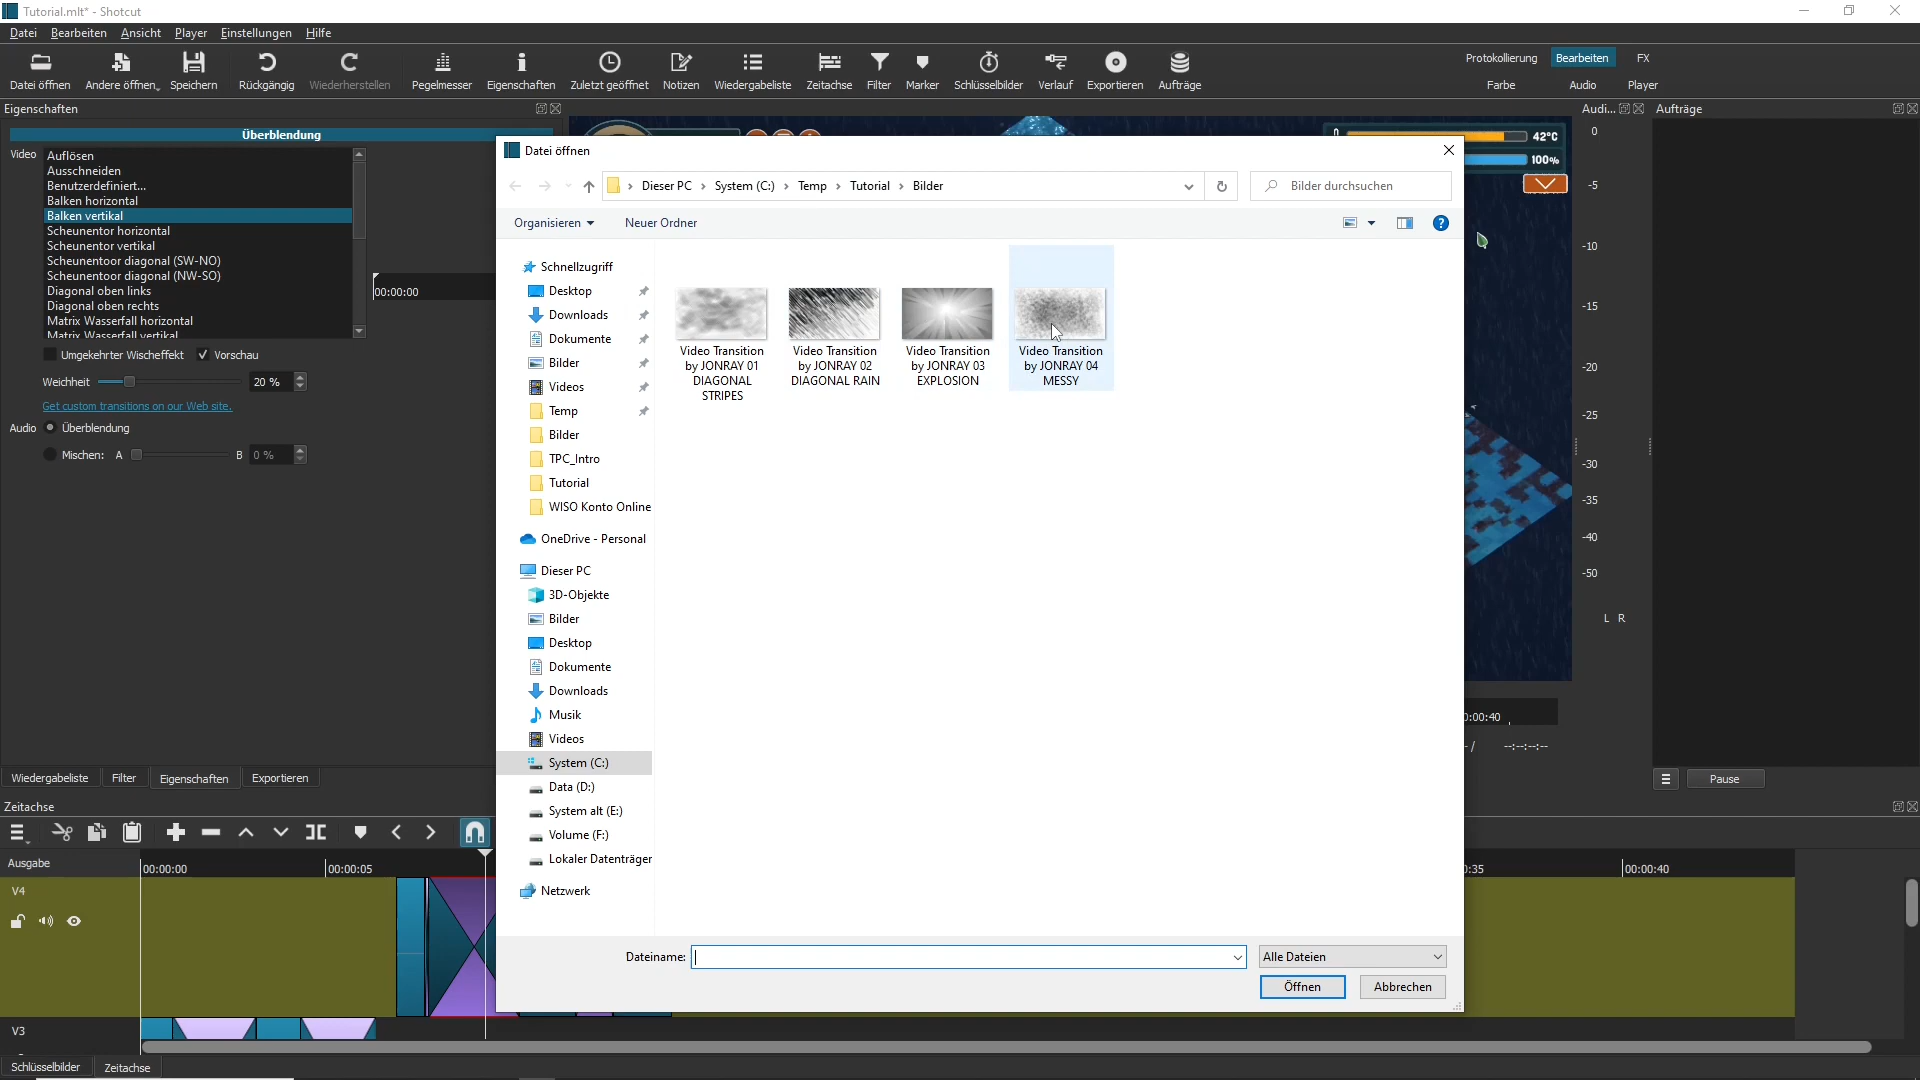 Tutorial.mlt* - Shotcut
Datei Bearbeiten Ansicht Player Einstellungen Hilfe
Datei öffnen Andere öffnen Speichern Rückgängig Wiederherstellen Pegelmesser Eigenschaften Zuletzt geöffnet Notizen Wiedergabeliste Zeitachse Filter Marker Schlüsselbilder Verlauf Exportieren Aufträge
Protokollierung Bearbeiten FX
Farbe Audio Player
Eigenschaften
Überblendung
Video
Auflösen
Ausschneiden
Benutzerdefiniert...
Balken horizontal
Balken vertikal
Scheunentor horizontal
Scheunentor vertikal
Scheunentoor diagonal (SW-NO)
Scheunentoor diagonal (NW-SO)
Diagonal oben links
Diagonal oben rechts
Matrix Wasserfall horizontal
Matrix Wasserfall vertikal
Umgekehrter Wischeffekt Vorschau
Weichheit 20 %
Get custom transitions on our Web site.
Audio Überblendung
Mischen: A B 0 %
00:00:00
Datei öffnen
Dieser PC System (C:) Temp Tutorial Bilder
Bilder durchsuchen
Organisieren Neuer Ordner
Schnellzugriff
Desktop
Downloads
Dokumente
Bilder
Videos
Temp
Bilder
TPC_Intro
Tutorial
WISO Konto Online
OneDrive - Personal
Dieser PC
3D-Objekte
Bilder
Desktop
Dokumente
Downloads
Musik
Videos
System (C:)
Data (D:)
System alt (E:)
Volume (F:)
Lokaler Datenträger
Netzwerk
Video Transition
by JONRAY 01
DIAGONAL
STRIPES
Video Transition
by JONRAY 02
DIAGONAL RAIN
Video Transition
by JONRAY 03
EXPLOSION
Video Transition
by JONRAY 04
MESSY
Dateiname:
Alle Dateien
Öffnen Abbrechen
42°C
100%
Audi...
0
-5
-10
-15
-20
-25
-30
-35
-40
-50
L R
Aufträge
0:00:40
/ --:--:--:--
Pause
Wiedergabeliste Filter Eigenschaften Exportieren
Zeitachse
Ausgabe
00:00:00 00:00:05 0:35 00:00:40
V4
V3
Schlüsselbilder Zeitachse